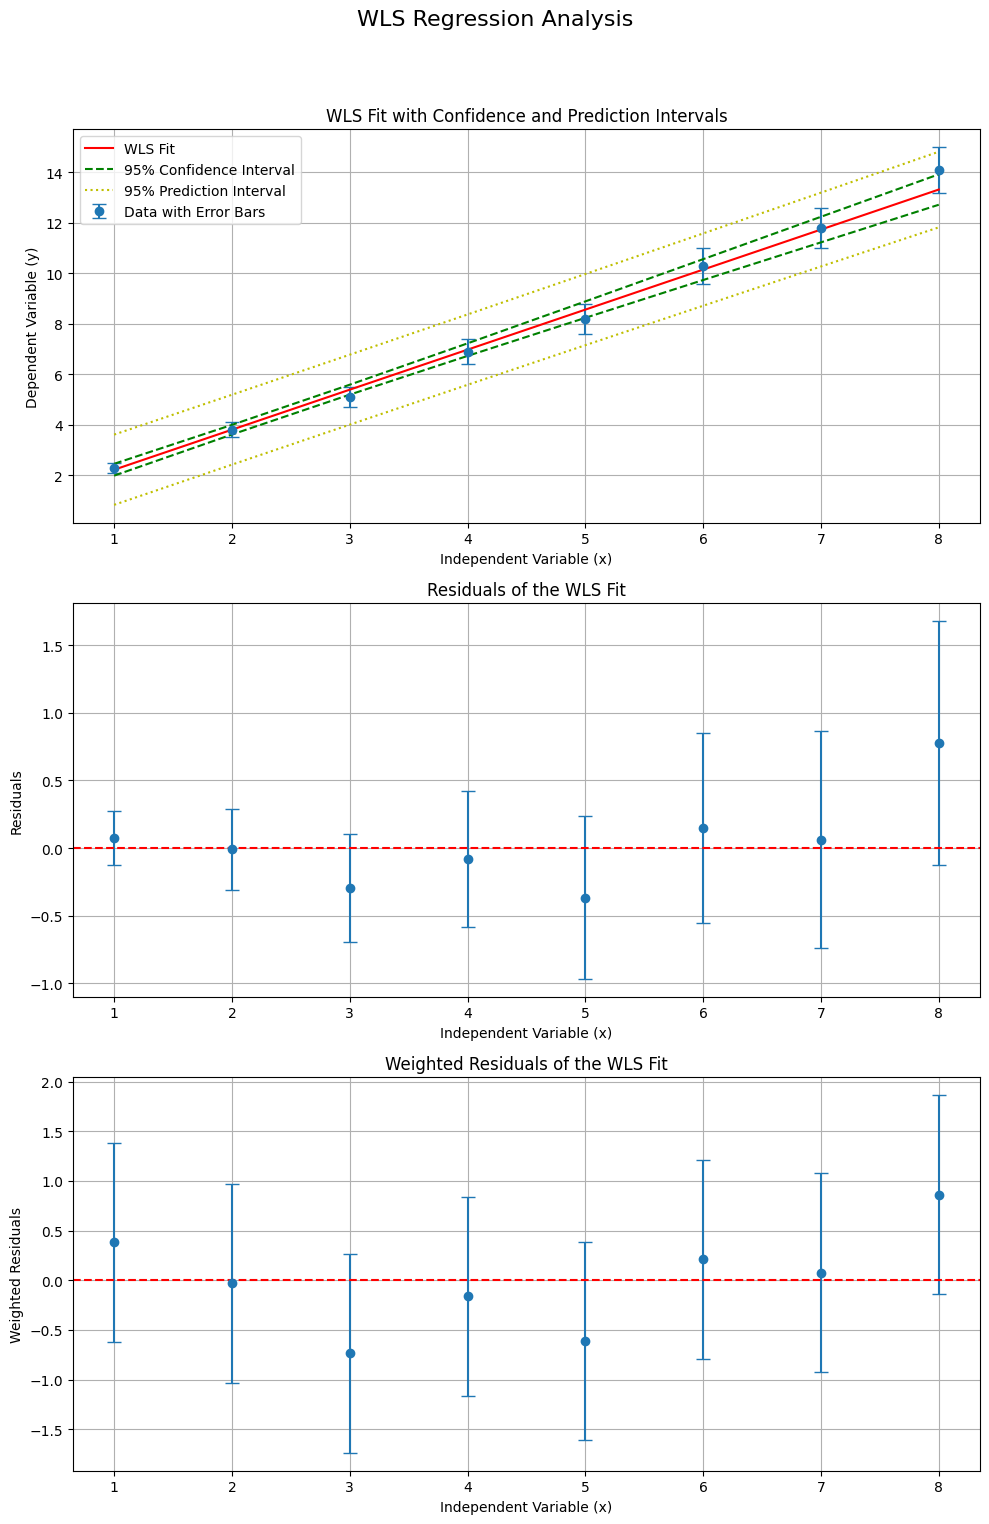 WLS Regression Analysis
WLS Fit with Confidence and Prediction Intervals
WLS Fit
95% Confidence Interval
95% Prediction Interval
Data with Error Bars
Dependent Variable (y)
14
12
10
8
6
4
2
1 2 3 4 5 6 7 8
Independent Variable (x)
Residuals of the WLS Fit
Residuals
1.5
1.0
0.5
0.0
−0.5
−1.0
1 2 3 4 5 6 7 8
Independent Variable (x)
Weighted Residuals of the WLS Fit
Weighted Residuals
2.0
1.5
1.0
0.5
0.0
−0.5
−1.0
−1.5
1 2 3 4 5 6 7 8
Independent Variable (x)